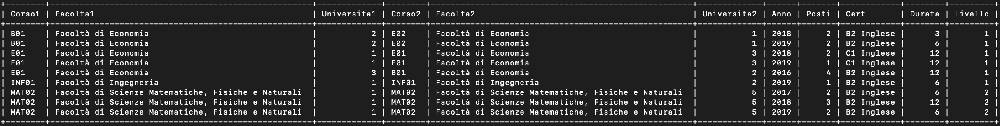 | Corso1 | Facolta1 | Universita1 | Corso2 | Facolta2 | Universita2 | Anno | Posti | Cert | Durata | Livello |
| B01 | Facoltà di Economia | 2 | E02 | Facoltà di Economia | 1 | 2018 | 2 | B2 Inglese | 3 | 1 |
| B01 | Facoltà di Economia | 2 | E02 | Facoltà di Economia | 1 | 2019 | 2 | B2 Inglese | 6 | 1 |
| E01 | Facoltà di Economia | 1 | E01 | Facoltà di Economia | 3 | 2018 | 2 | C1 Inglese | 12 | 1 |
| E01 | Facoltà di Economia | 1 | E01 | Facoltà di Economia | 3 | 2019 | 1 | C1 Inglese | 12 | 1 |
| E01 | Facoltà di Economia | 3 | B01 | Facoltà di Economia | 2 | 2016 | 4 | B2 Inglese | 12 | 1 |
| INF01 | Facoltà di Ingegneria | 1 | INF01 | Facoltà di Ingegneria | 2 | 2019 | 1 | B2 Inglese | 6 | 1 |
| MAT02 | Facoltà di Scienze Matematiche, Fisiche e Naturali | 1 | MAT02 | Facoltà di Scienze Matematiche, Fisiche e Naturali | 5 | 2017 | 2 | B2 Inglese | 6 | 2 |
| MAT02 | Facoltà di Scienze Matematiche, Fisiche e Naturali | 1 | MAT02 | Facoltà di Scienze Matematiche, Fisiche e Naturali | 5 | 2018 | 3 | B2 Inglese | 12 | 2 |
| MAT02 | Facoltà di Scienze Matematiche, Fisiche e Naturali | 1 | MAT02 | Facoltà di Scienze Matematiche, Fisiche e Naturali | 5 | 2019 | 2 | B2 Inglese | 6 | 2 |